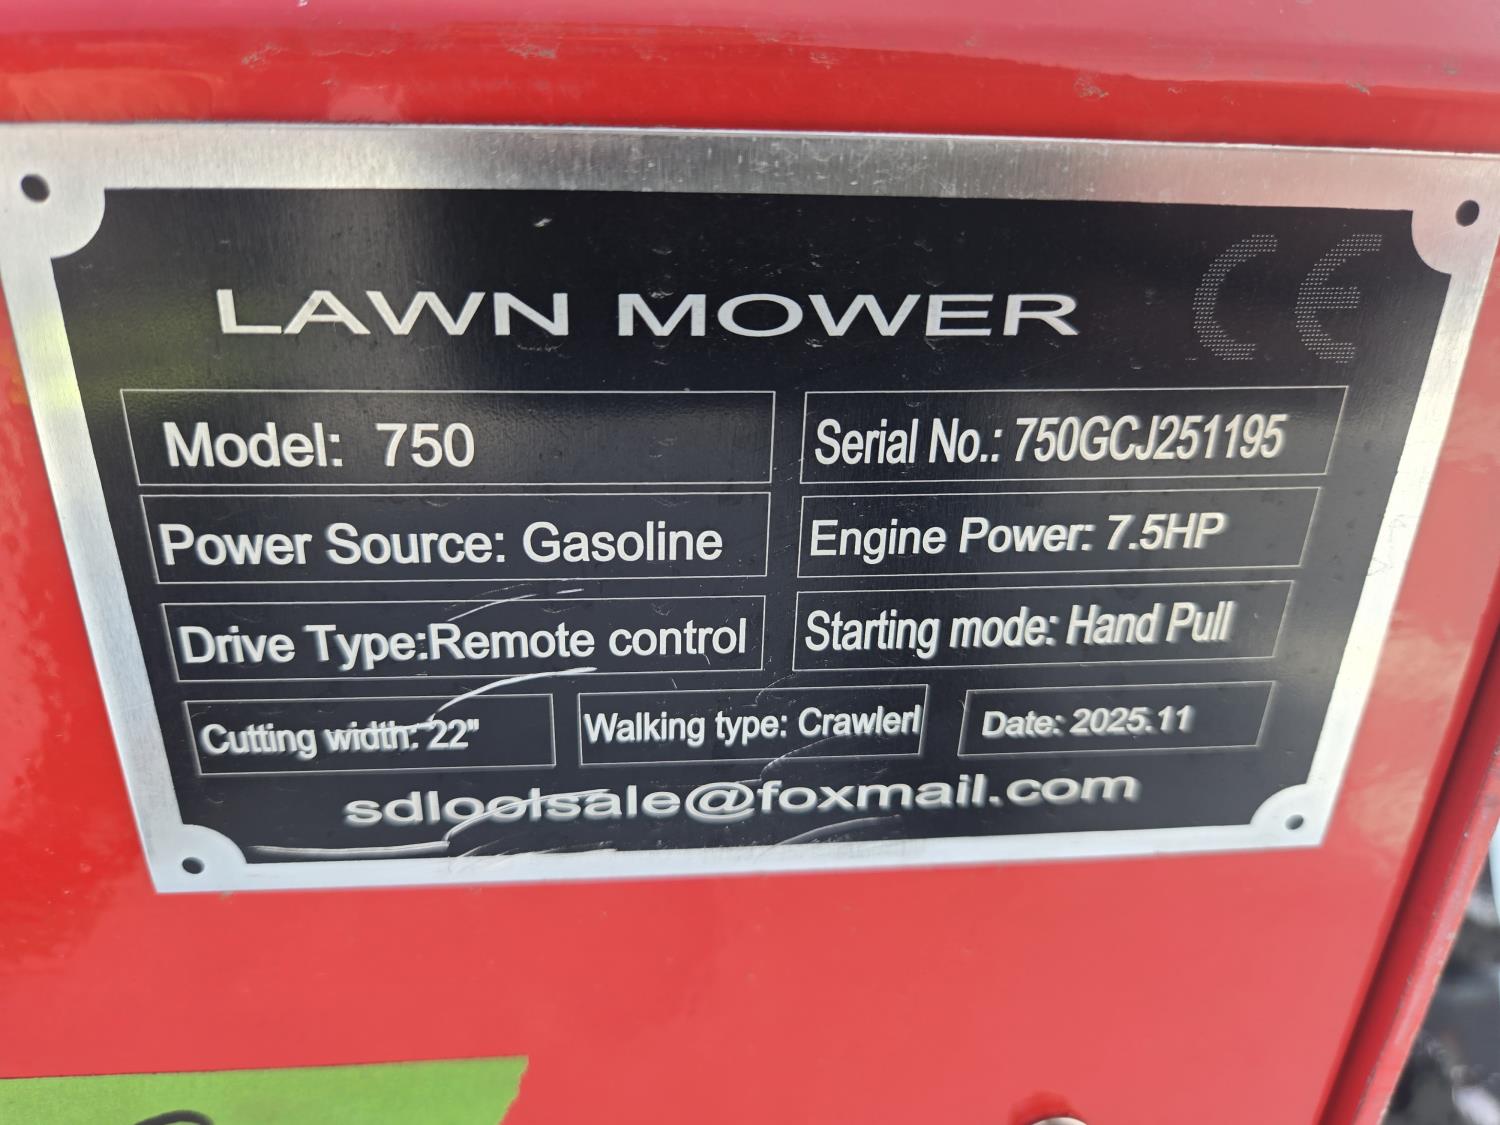 CE
LAWN MOWER
Model: 750
Serial No.: 750GCJ251195
Power Source: Gasoline
Engine Power: 7.5HP
Drive Type:Remote control
Starting mode: Hand Pull
Cutting width: 22"
Walking type: Crawlerl
Date: 2025.11
sdloolsale@foxmail.com